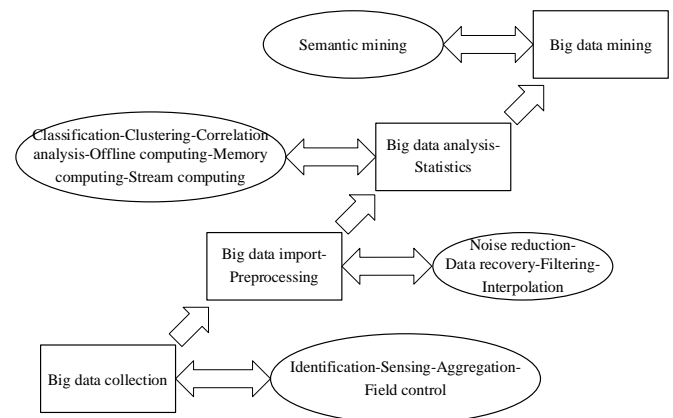 Semantic mining
Big data mining
Classification-Clustering-Correlation
analysis-Offline computing-Memory
computing-Stream computing
Big data analysis-
Statistics
Big data import-
Preprocessing
Noise reduction-
Data recovery-Filtering-
Interpolation
Big data collection
Identification-Sensing-Aggregation-
Field control